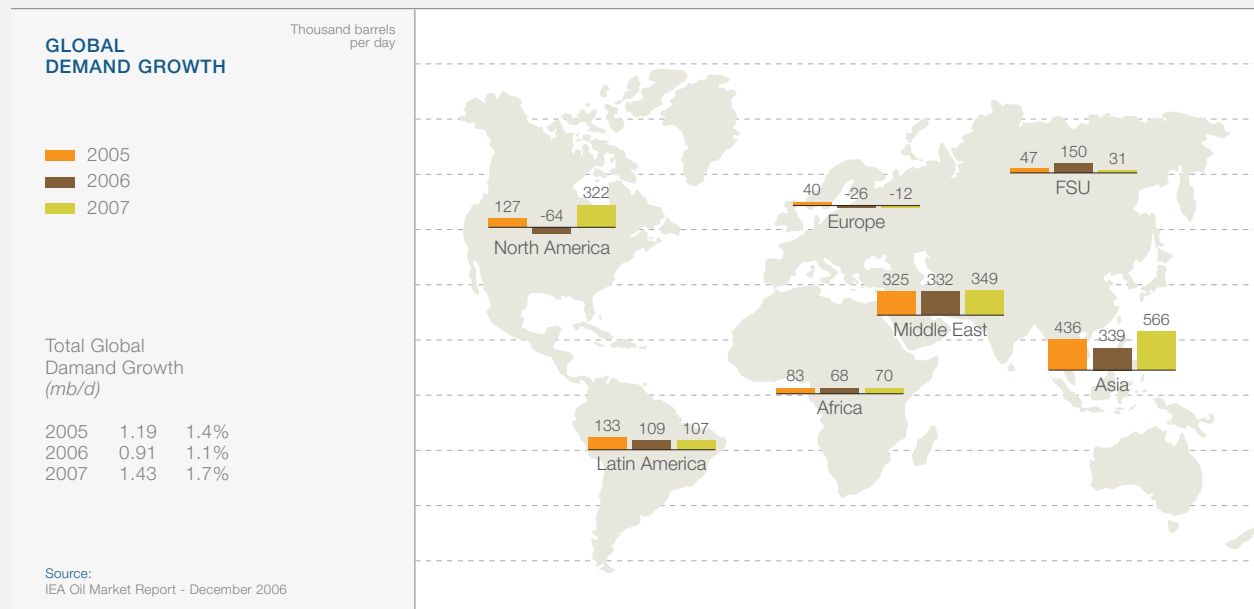 GLOBAL
DEMAND GROWTH
Thousand barrels
per day
2005
2006
2007
Total Global
Damand Growth
(mb/d)
2005 1.19 1.4%
2006 0.91 1.1%
2007 1.43 1.7%
Source:
IEA Oil Market Report - December 2006
127 -64 322
North America
40 -26 -12
Europe
47 150 31
FSU
325 332 349
Middle East
436 339 566
Asia
83 68 70
Africa
133 109 107
Latin America